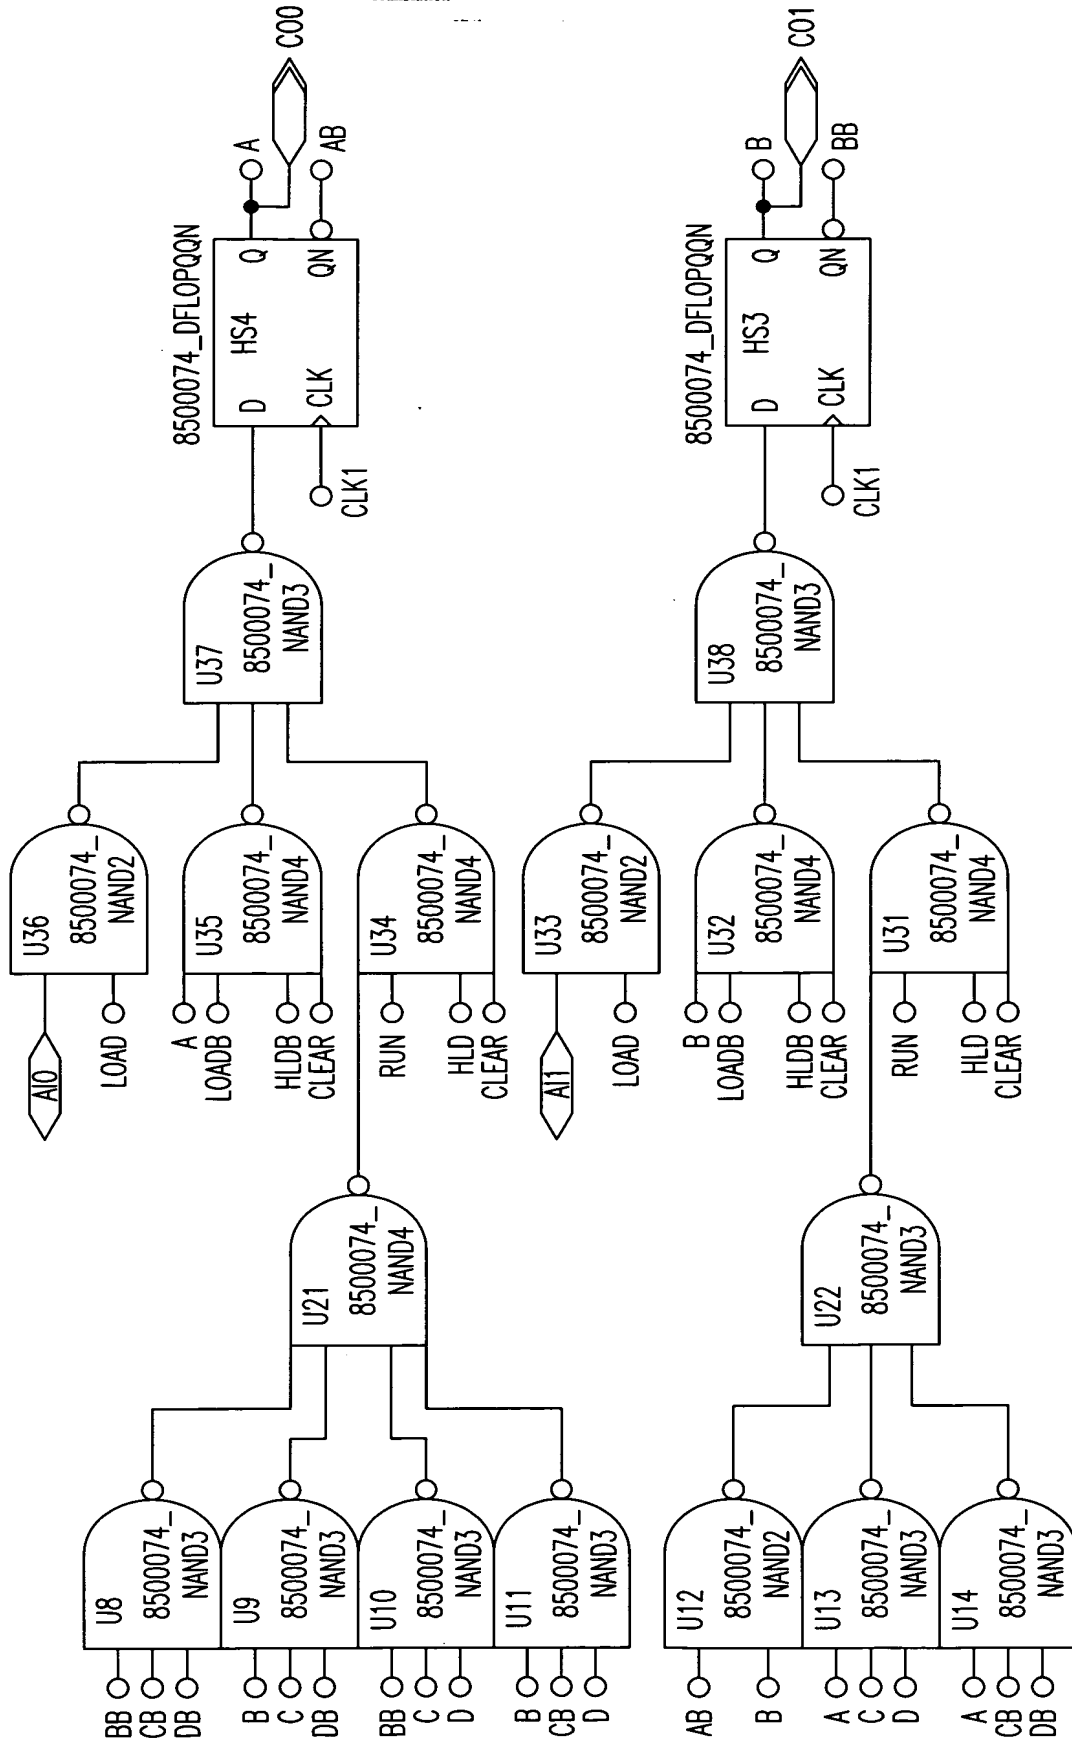 BB
CB
DB
U8
8500074_
NAND3
B
C
DB
U9
8500074_
NAND3
BB
C
D
U10
8500074_
NAND3
B
CB
D
U11
8500074_
NAND3
U21
8500074_
NAND4
AI0
LOAD
U36
8500074_
NAND2
A
LOADB
HLDB
CLEAR
U35
8500074_
NAND4
RUN
HLD
CLEAR
U34
8500074_
NAND4
U37
8500074_
NAND3
8500074_DFLOPQQN
D
HS4
Q
CLK
QN
CLK1
A
AB
C00
AB
B
U12
8500074_
NAND2
A
C
D
U13
8500074_
NAND3
A
CB
DB
U14
8500074_
NAND3
U22
8500074_
NAND3
AI1
LOAD
U33
8500074_
NAND2
B
LOADB
HLDB
CLEAR
U32
8500074_
NAND4
RUN
HLD
CLEAR
U31
8500074_
NAND4
U38
8500074_
NAND3
8500074_DFLOPQQN
D
HS3
Q
CLK
QN
CLK1
B
BB
C01